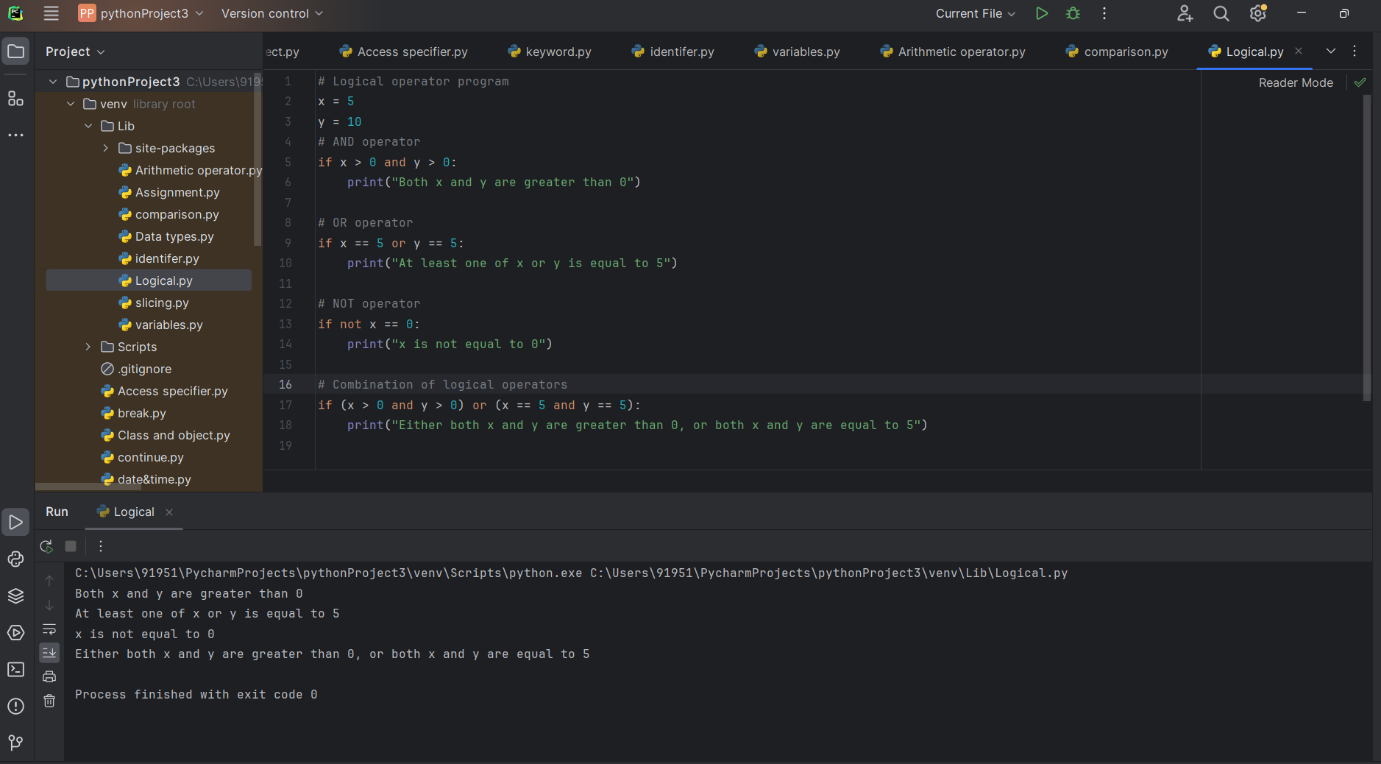 PP pythonProject3 Version control Current File
Project
ect.py Access specifier.py keyword.py identifer.py variables.py Arithmetic operator.py comparison.py Logical.py
Reader Mode
pythonProject3 C:\Users\919
venv library root
Lib
site-packages
Arithmetic operator.py
Assignment.py
comparison.py
Data types.py
identifer.py
Logical.py
slicing.py
variables.py
Scripts
.gitignore
Access specifier.py
break.py
Class and object.py
continue.py
date&time.py
1 # Logical operator program
2 x = 5
3 y = 10
4 # AND operator
5 if x > 0 and y > 0:
6     print("Both x and y are greater than 0")
7
8 # OR operator
9 if x == 5 or y == 5:
10     print("At least one of x or y is equal to 5")
11
12 # NOT operator
13 if not x == 0:
14     print("x is not equal to 0")
15
16 # Combination of logical operators
17 if (x > 0 and y > 0) or (x == 5 and y == 5):
18     print("Either both x and y are greater than 0, or both x and y are equal to 5")
19
Run Logical
C:\Users\91951\PycharmProjects\pythonProject3\venv\Scripts\python.exe C:\Users\91951\PycharmProjects\pythonProject3\venv\Lib\Logical.py
Both x and y are greater than 0
At least one of x or y is equal to 5
x is not equal to 0
Either both x and y are greater than 0, or both x and y are equal to 5
Process finished with exit code 0